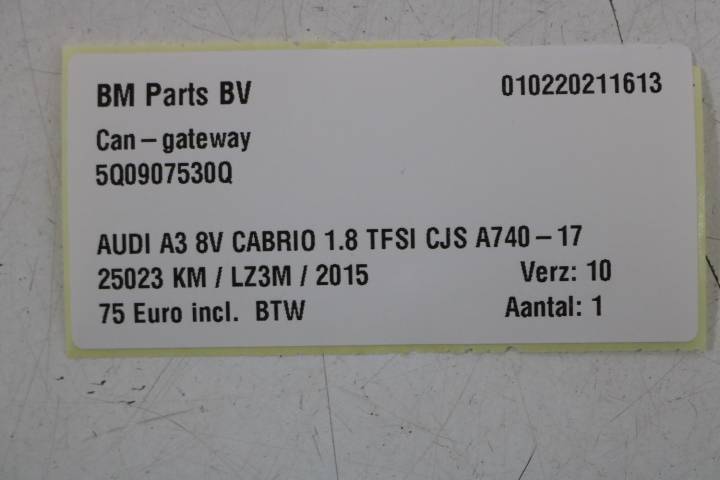 BM Parts BV 010220211613
Can-gateway
5Q0907530Q
AUDI A3 8V CABRIO 1.8 TFSI CJS A740-17
25023 KM / LZ3M / 2015 Verz: 10
75 Euro incl. BTW Aantal: 1